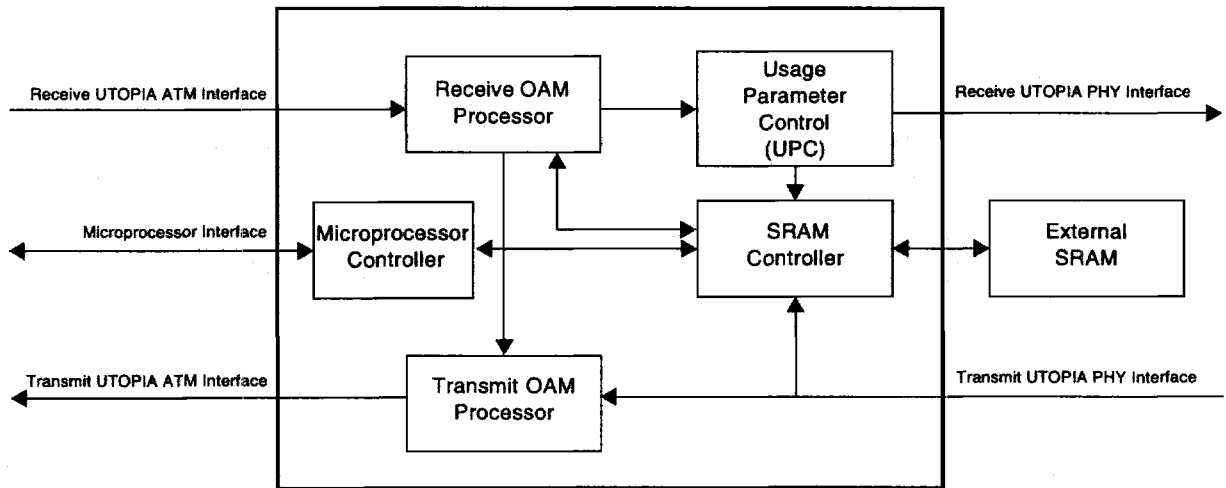 Receive UTOPIA ATM Interface
Receive OAM
Processor
Usage
Parameter
Control
(UPC)
Receive UTOPIA PHY Interface
Microprocessor Interface
Microprocessor
Controller
SRAM
Controller
External
SRAM
Transmit UTOPIA ATM Interface
Transmit OAM
Processor
Transmit UTOPIA PHY Interface